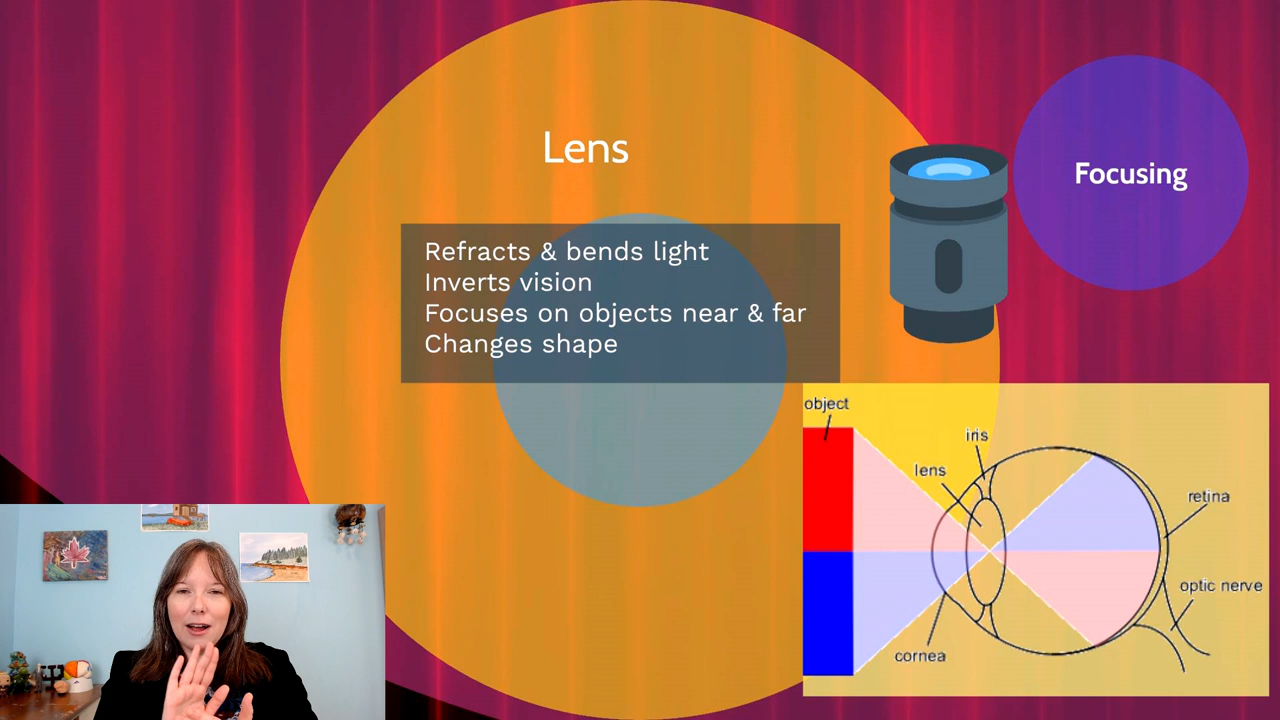 Lens
Focusing
Refracts & bends light
Inverts vision
Focuses on objects near & far
Changes shape
object
iris
lens
retina
optic nerve
cornea